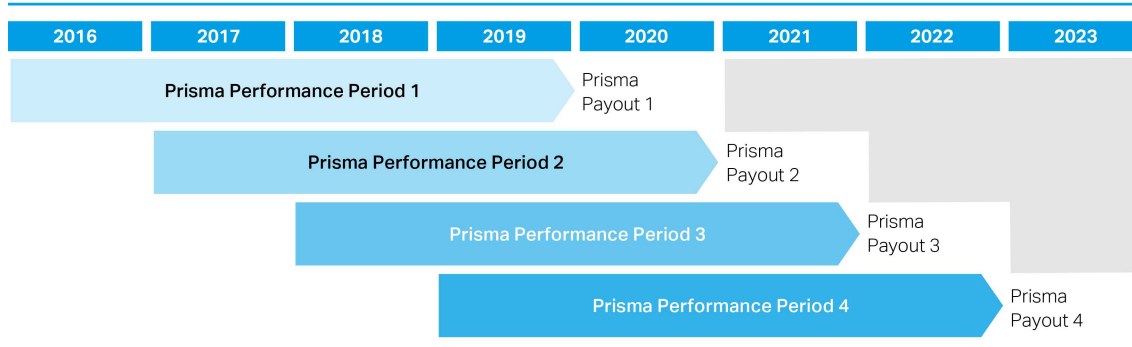 2016 2017 2018 2019 2020 2021 2022 2023
Prisma Performance Period 1
Prisma
Payout 1
Prisma Performance Period 2
Prisma
Payout 2
Prisma Performance Period 3
Prisma
Payout 3
Prisma Performance Period 4
Prisma
Payout 4